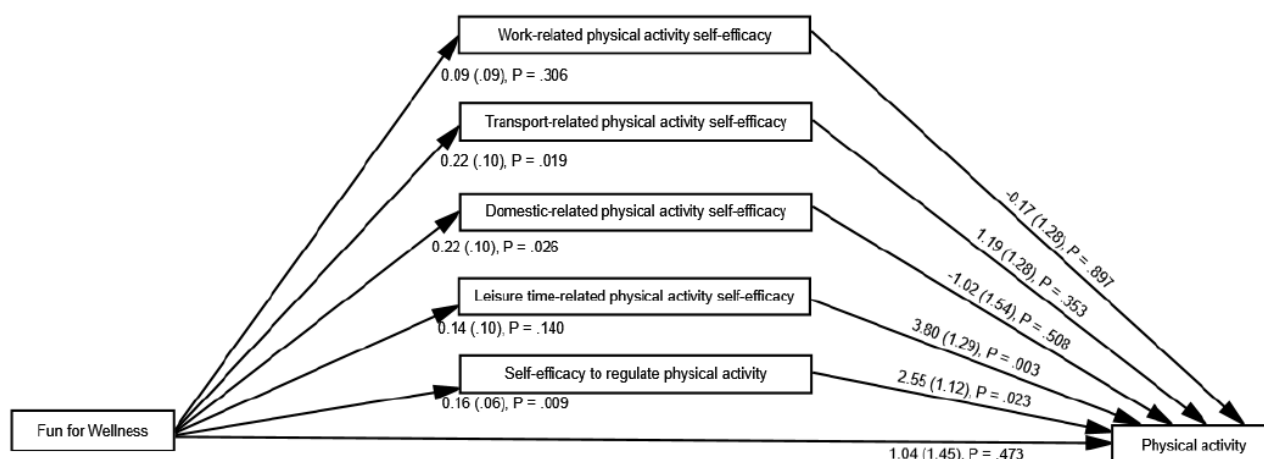 Work-related physical activity self-efficacy
0.09 (.09), P = .306
Transport-related physical activity self-efficacy
0.22 (.10), P = .019
Domestic-related physical activity self-efficacy
0.22 (.10), P = .026
Leisure time-related physical activity self-efficacy
0.14 (.10), P = .140
Self-efficacy to regulate physical activity
0.16 (.06), P = .009
-0.17 (1.28), P = .897
1.19 (1.28), P = .353
-1.02 (1.54), P = .508
3.80 (1.29), P = .003
2.55 (1.12), P = .023
Fun for Wellness
1.04 (1.45), P = .473
Physical activity